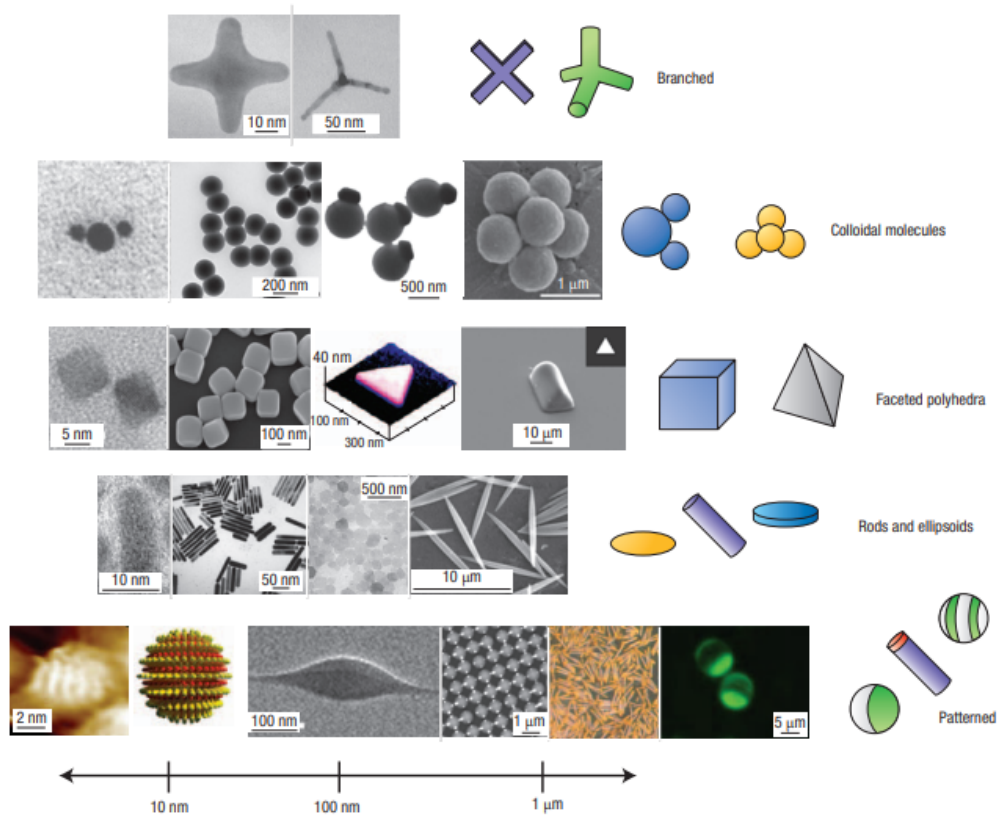 10 nm
50 nm
Branched
200 nm
500 nm
1 μm
Colloidal molecules
5 nm
100 nm
40 nm
100 nm
300 nm
10 μm
Faceted polyhedra
10 nm
50 nm
500 nm
10 μm
Rods and ellipsoids
2 nm
100 nm
1 μm
5 μm
Patterned
10 nm
100 nm
1 μm